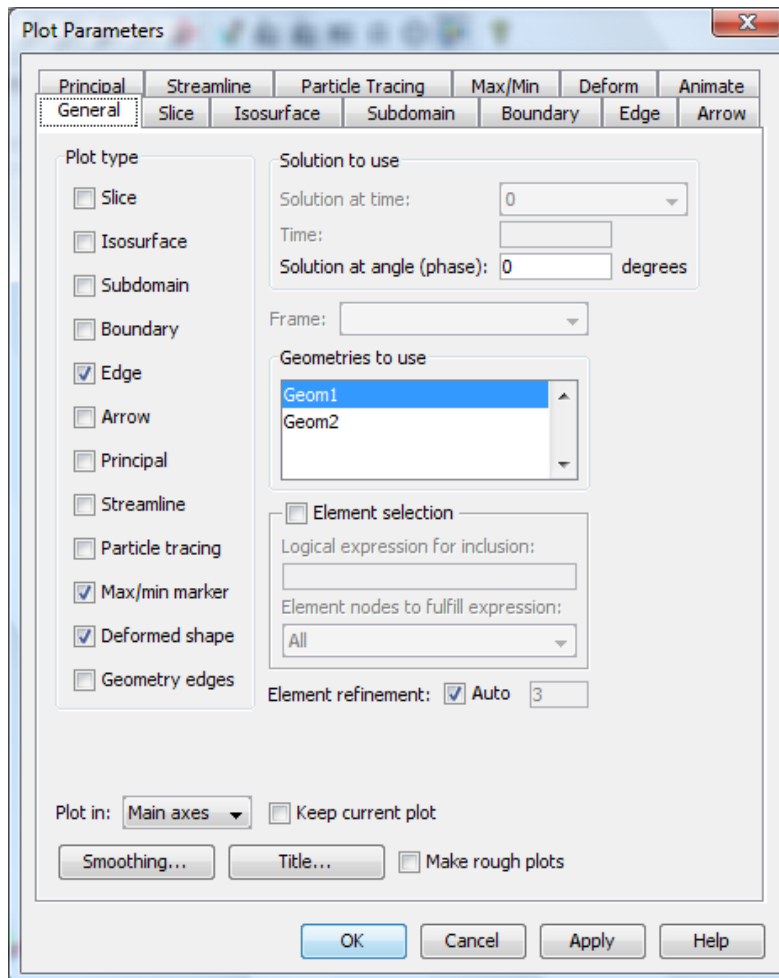 Plot Parameters
Principal Streamline Particle Tracing Max/Min Deform Animate
General Slice Isosurface Subdomain Boundary Edge Arrow
Plot type
Slice
Isosurface
Subdomain
Boundary
Edge
Arrow
Principal
Streamline
Particle tracing
Max/min marker
Deformed shape
Geometry edges
Solution to use
Solution at time: 0
Time:
Solution at angle (phase): 0 degrees
Frame:
Geometries to use
Geom1
Geom2
Element selection
Logical expression for inclusion:
Element nodes to fulfill expression:
All
Element refinement: Auto 3
Plot in: Main axes Keep current plot
Smoothing... Title... Make rough plots
OK Cancel Apply Help